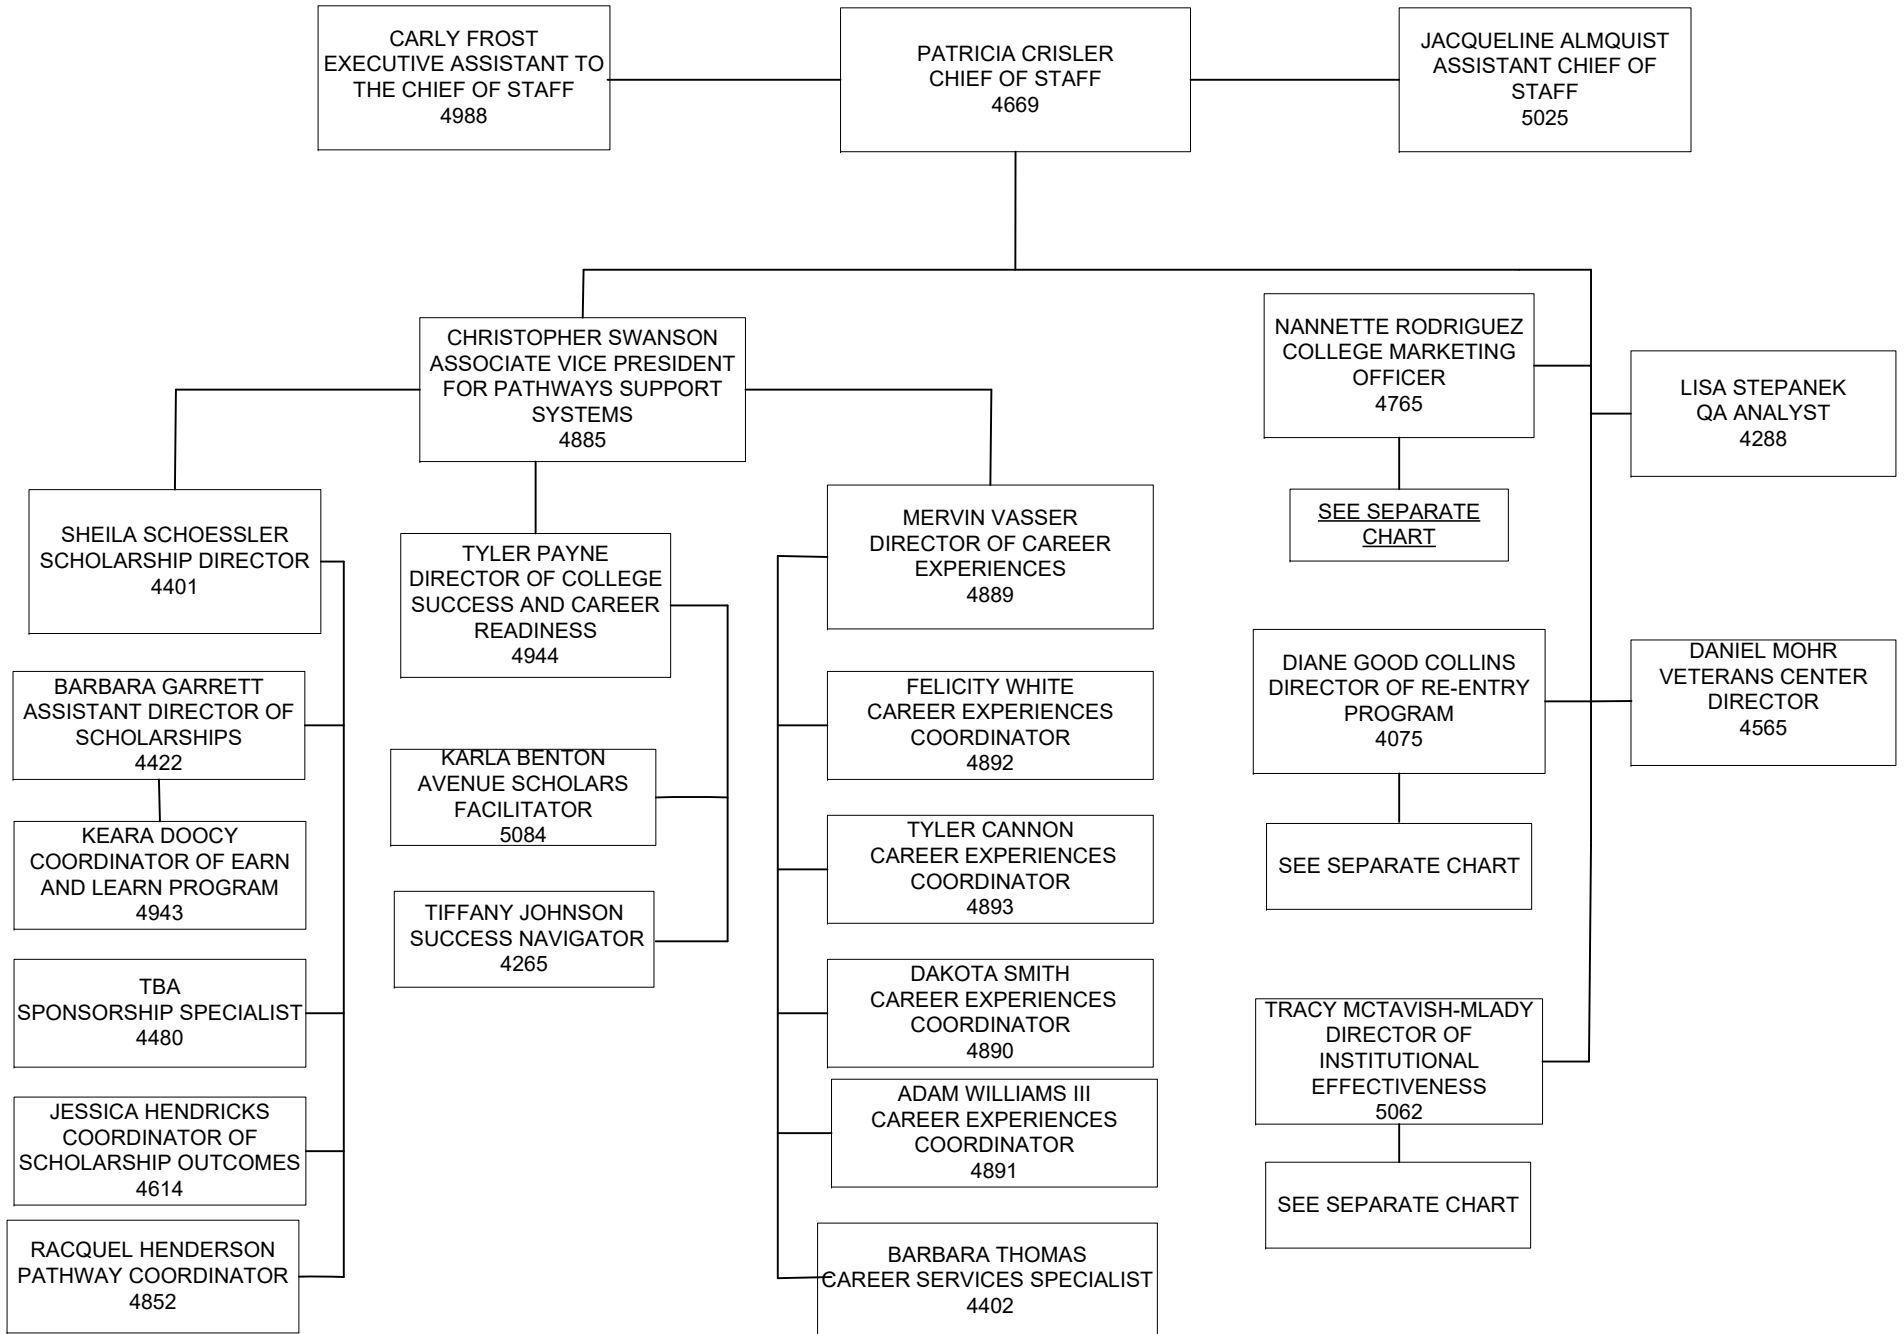 CARLY FROST
EXECUTIVE ASSISTANT TO
THE CHIEF OF STAFF
4988
PATRICIA CRISLER
CHIEF OF STAFF
4669
JACQUELINE ALMQUIST
ASSISTANT CHIEF OF
STAFF
5025
CHRISTOPHER SWANSON
ASSOCIATE VICE PRESIDENT
FOR PATHWAYS SUPPORT
SYSTEMS
4885
NANNETTE RODRIGUEZ
COLLEGE MARKETING
OFFICER
4765
LISA STEPANEK
QA ANALYST
4288
SEE SEPARATE
CHART
SHEILA SCHOESSLER
SCHOLARSHIP DIRECTOR
4401
TYLER PAYNE
DIRECTOR OF COLLEGE
SUCCESS AND CAREER
READINESS
4944
MERVIN VASSER
DIRECTOR OF CAREER
EXPERIENCES
4889
BARBARA GARRETT
ASSISTANT DIRECTOR OF
SCHOLARSHIPS
4422
KARLA BENTON
AVENUE SCHOLARS
FACILITATOR
5084
FELICITY WHITE
CAREER EXPERIENCES
COORDINATOR
4892
DIANE GOOD COLLINS
DIRECTOR OF RE-ENTRY
PROGRAM
4075
DANIEL MOHR
VETERANS CENTER
DIRECTOR
4565
KEARA DOOCY
COORDINATOR OF EARN
AND LEARN PROGRAM
4943
TIFFANY JOHNSON
SUCCESS NAVIGATOR
4265
TYLER CANNON
CAREER EXPERIENCES
COORDINATOR
4893
SEE SEPARATE CHART
TBA
SPONSORSHIP SPECIALIST
4480
DAKOTA SMITH
CAREER EXPERIENCES
COORDINATOR
4890
TRACY MCTAVISH-MLADY
DIRECTOR OF
INSTITUTIONAL
EFFECTIVENESS
5062
JESSICA HENDRICKS
COORDINATOR OF
SCHOLARSHIP OUTCOMES
4614
ADAM WILLIAMS III
CAREER EXPERIENCES
COORDINATOR
4891
SEE SEPARATE CHART
RACQUEL HENDERSON
PATHWAY COORDINATOR
4852
BARBARA THOMAS
CAREER SERVICES SPECIALIST
4402